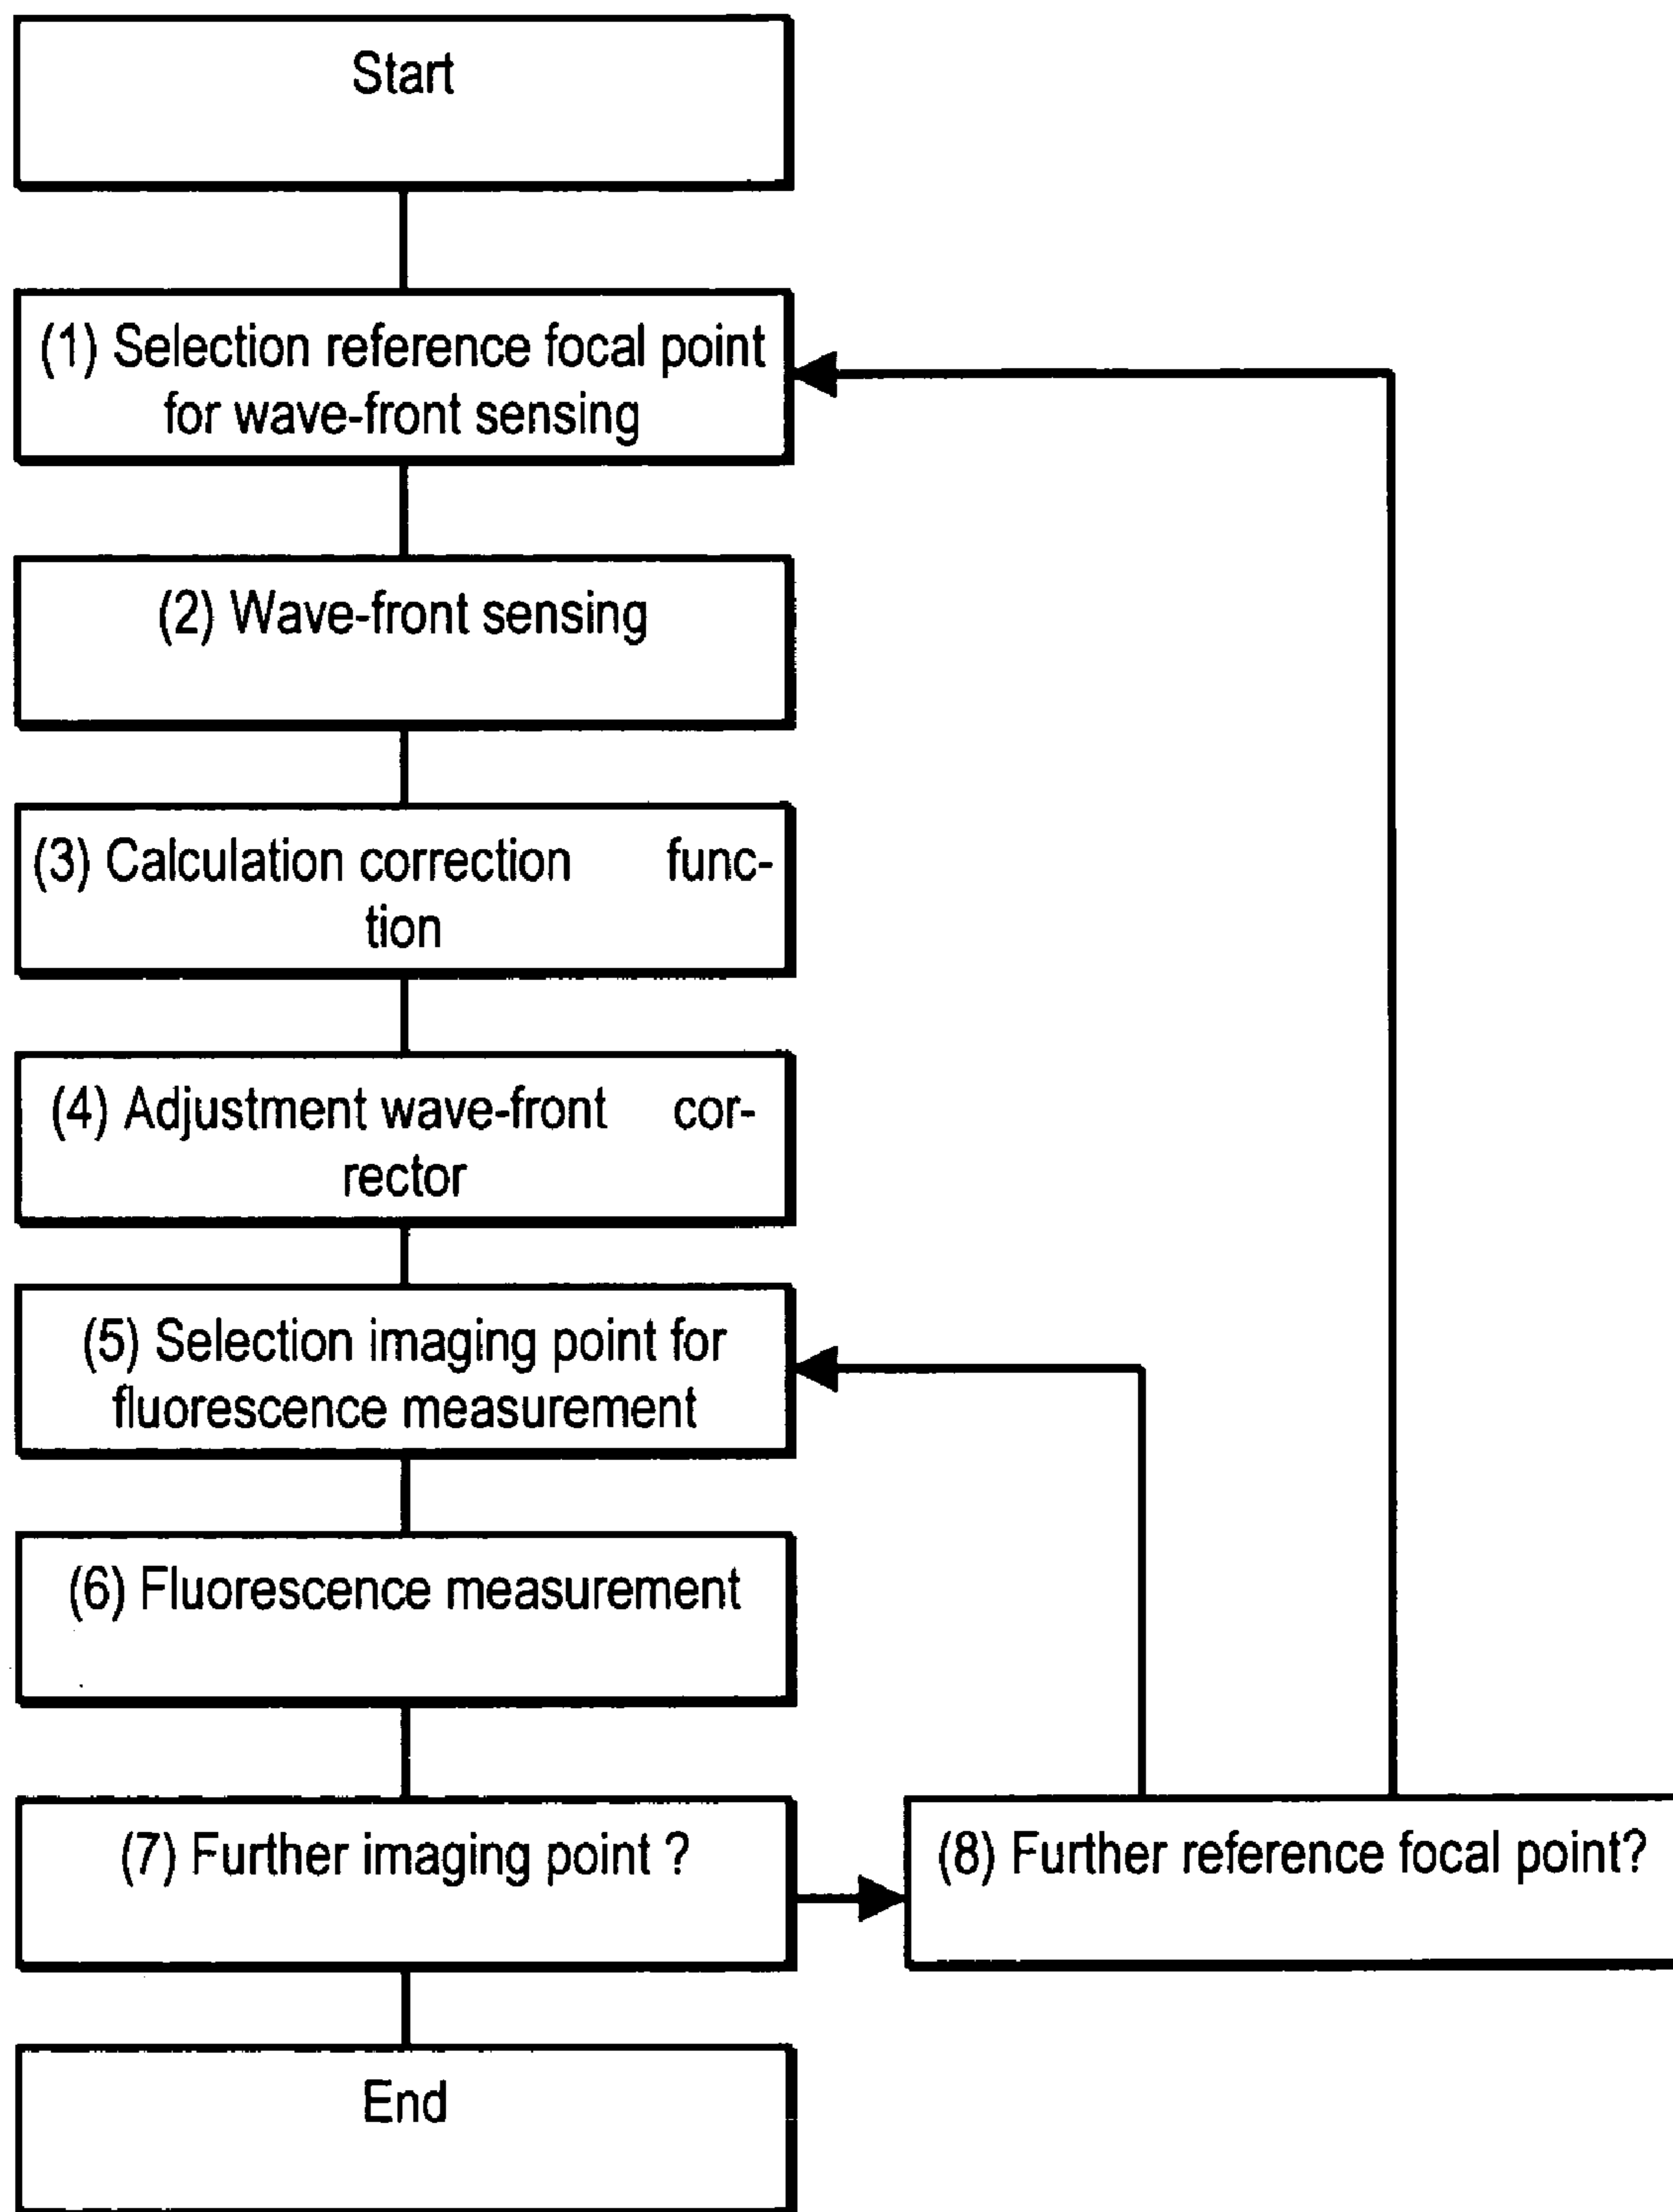 Start
(1) Selection reference focal point
for wave-front sensing
(2) Wave-front sensing
(3) Calculation correction func-
tion
(4) Adjustment wave-front cor-
rector
(5) Selection imaging point for
fluorescence measurement
(6) Fluorescence measurement
(7) Further imaging point ?
(8) Further reference focal point?
End